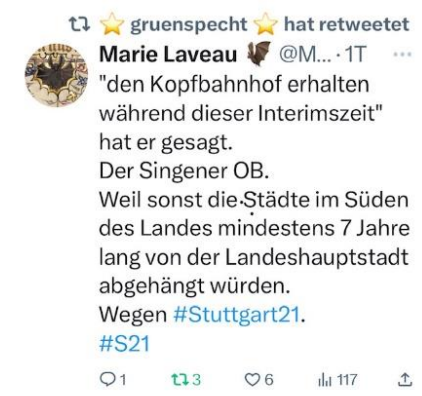 gruenspecht hat retweetet
Marie Laveau @M... · 1T ...
"den Kopfbahnhof erhalten
während dieser Interimszeit"
hat er gesagt.
Der Singener OB.
Weil sonst die Städte im Süden
des Landes mindestens 7 Jahre
lang von der Landeshauptstadt
abgehängt würden.
Wegen #Stuttgart21.
#S21
1 3 6 117